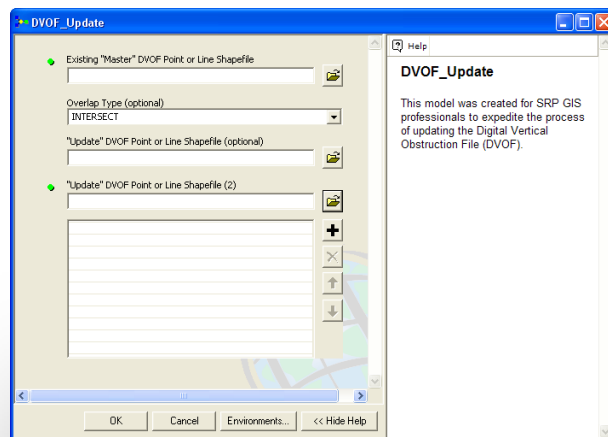 DVOF_Update
Existing "Master" DVOF Point or Line Shapefile
Overlap Type (optional)
INTERSECT
"Update" DVOF Point or Line Shapefile (optional)
"Update" DVOF Point or Line Shapefile (2)
OK
Cancel
Environments...
<< Hide Help
Help
DVOF_Update
This model was created for SRP GIS
professionals to expedite the process
of updating the Digital Vertical
Obstruction File (DVOF).